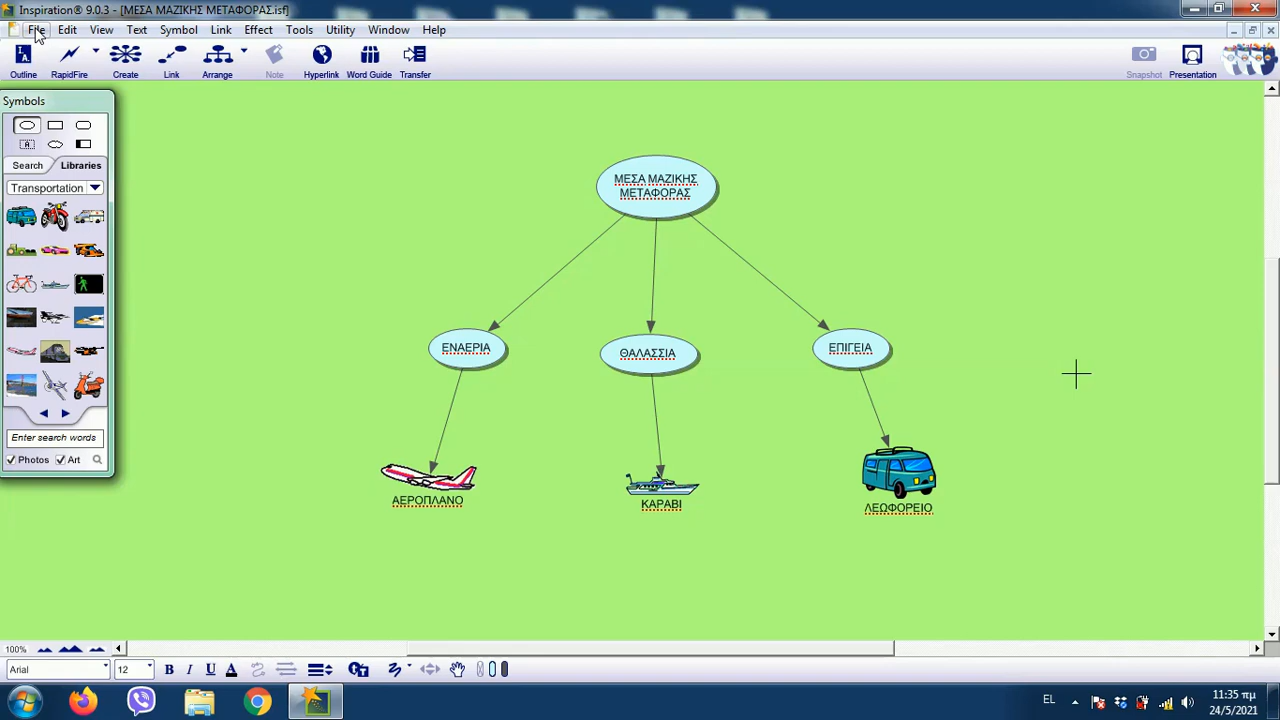 Inspiration® 9.0.3 - [ΜΕΣΑ ΜΑΖΙΚΗΣ ΜΕΤΑΦΟΡΑΣ.isf]
File Edit View Text Symbol Link Effect Tools Utility Window Help
Outline RapidFire Create Link Arrange Note Hyperlink Word Guide Transfer Snapshot Presentation
Symbols
Search Libraries
Transportation
Enter search words
Photos Art
ΜΕΣΑ ΜΑΖΙΚΗΣ
ΜΕΤΑΦΟΡΑΣ
ΕΝΑΕΡΙΑ
ΘΑΛΑΣΣΙΑ
ΕΠΙΓΕΙΑ
ΑΕΡΟΠΛΑΝΟ
ΚΑΡΑΒΙ
ΛΕΩΦΟΡΕΙΟ
100%
Arial 12 B I U A
EL 11:35 πμ
24/5/2021